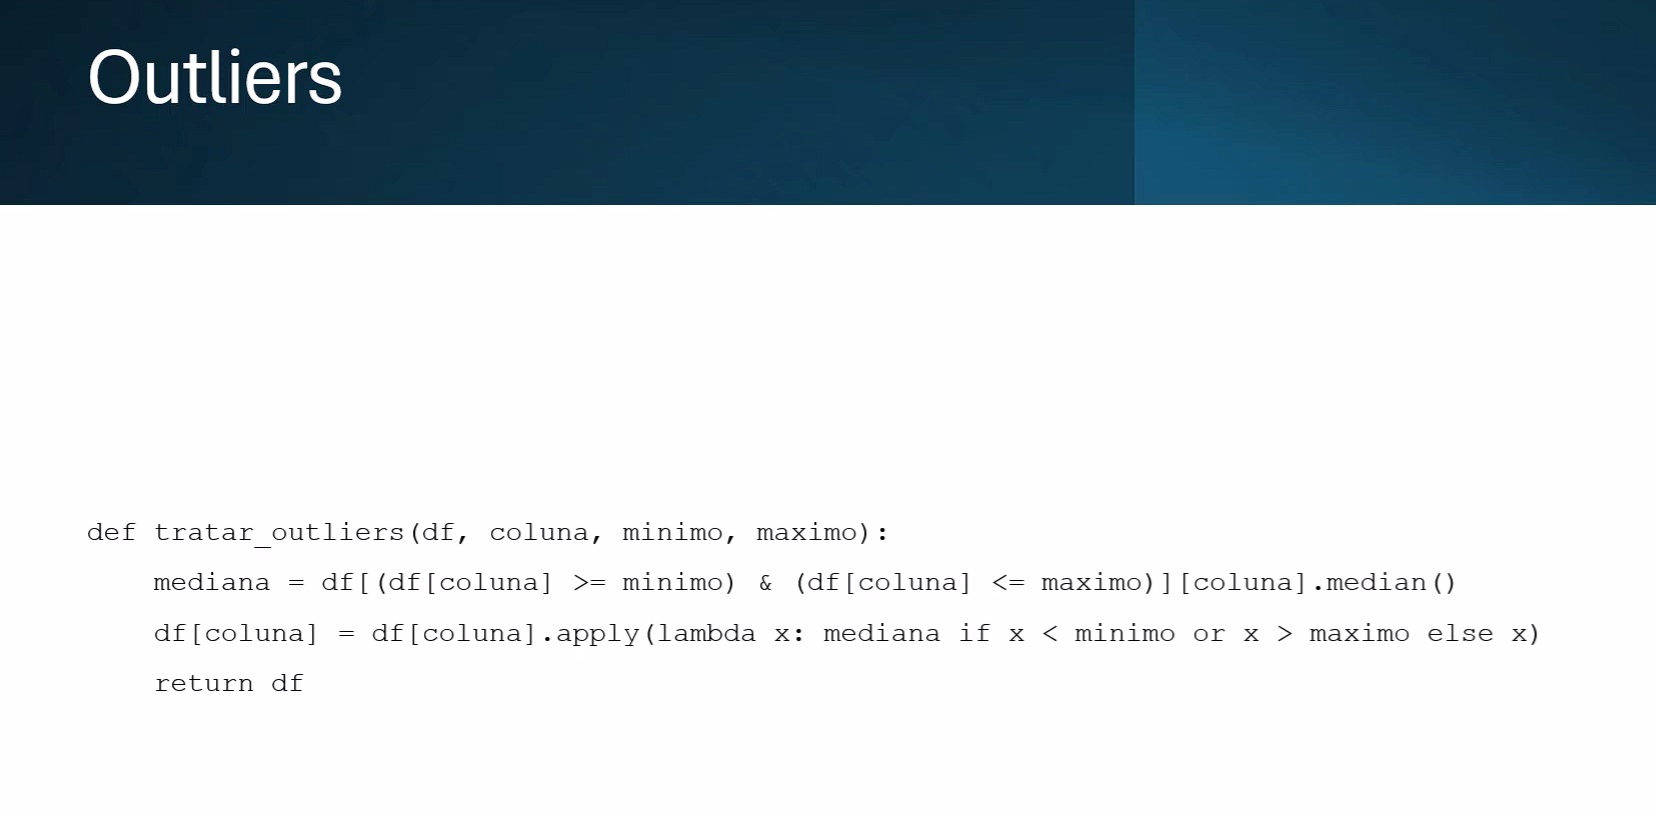 Outliers
def tratar_outliers(df, coluna, minimo, maximo):
    mediana = df[(df[coluna] >= minimo) & (df[coluna] <= maximo)][coluna].median()
    df[coluna] = df[coluna].apply(lambda x: mediana if x < minimo or x > maximo else x)
    return df